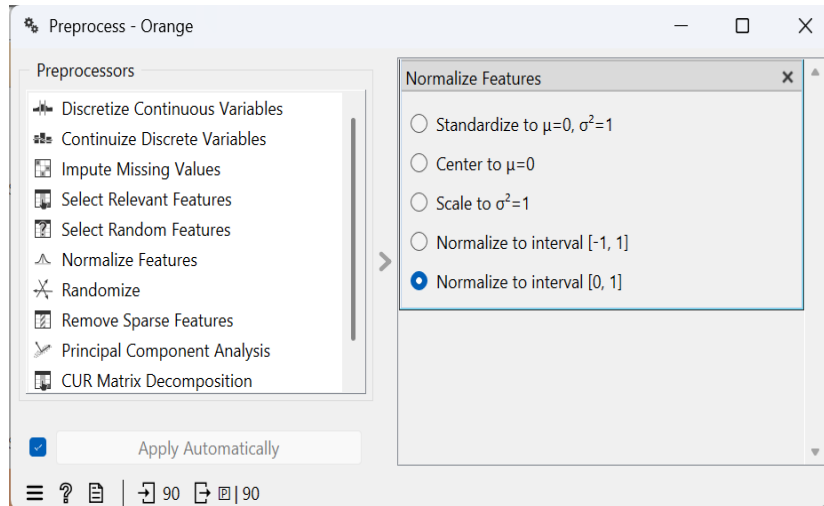 Preprocess - Orange
Preprocessors
Discretize Continuous Variables
Continuize Discrete Variables
Impute Missing Values
Select Relevant Features
Select Random Features
Normalize Features
Randomize
Remove Sparse Features
Principal Component Analysis
CUR Matrix Decomposition
Apply Automatically
Normalize Features
Standardize to μ=0, σ²=1
Center to μ=0
Scale to σ²=1
Normalize to interval [-1, 1]
Normalize to interval [0, 1]
? | 90 P | 90